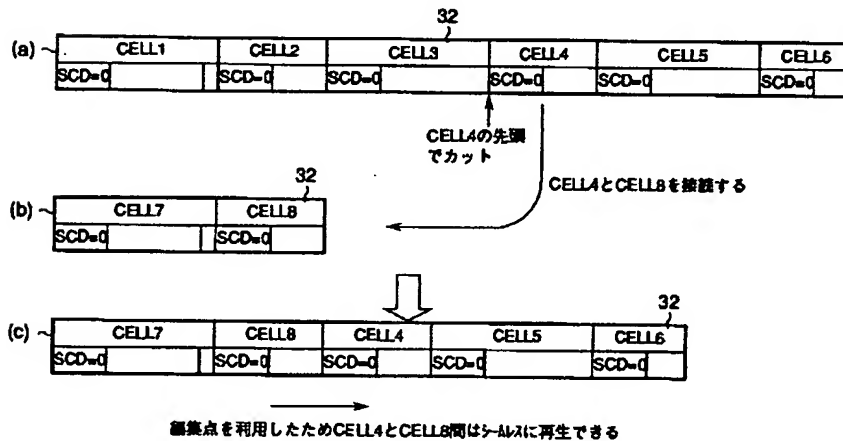 32
(a) CELL1 CELL2 CELL3 CELL4 CELL5 CELL6
SCD=0 SCD=0 SCD=0 SCD=0 SCD=0 SCD=0
CELL4の先頭
でカット
CELL4とCELL8を接続する
32
(b) CELL7 CELL8
SCD=0 SCD=0
32
(c) CELL7 CELL8 CELL4 CELL5 CELL6
SCD=0 SCD=0 SCD=0 SCD=0 SCD=0
編集点を利用したためCELL4とCELL8間はシームレスに再生できる